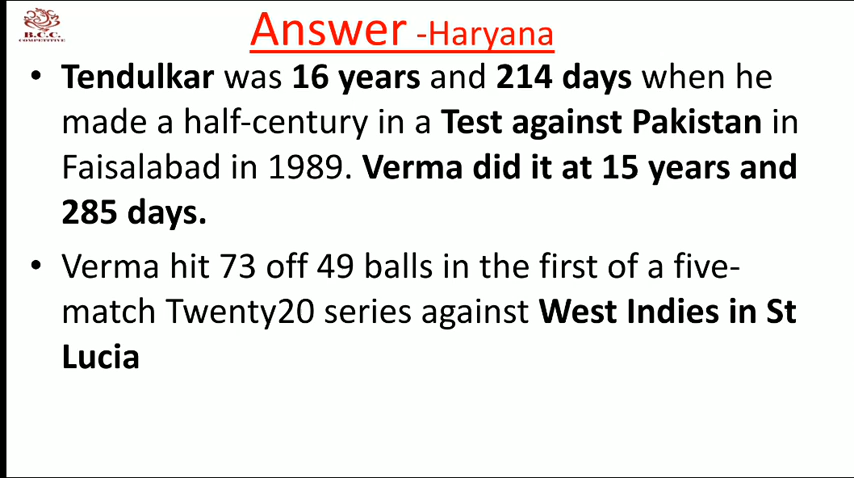 B.C.C.
COMPETITIVE
Answer -Haryana
• Tendulkar was 16 years and 214 days when he
made a half-century in a Test against Pakistan in
Faisalabad in 1989. Verma did it at 15 years and
285 days.
• Verma hit 73 off 49 balls in the first of a five-
match Twenty20 series against West Indies in St
Lucia